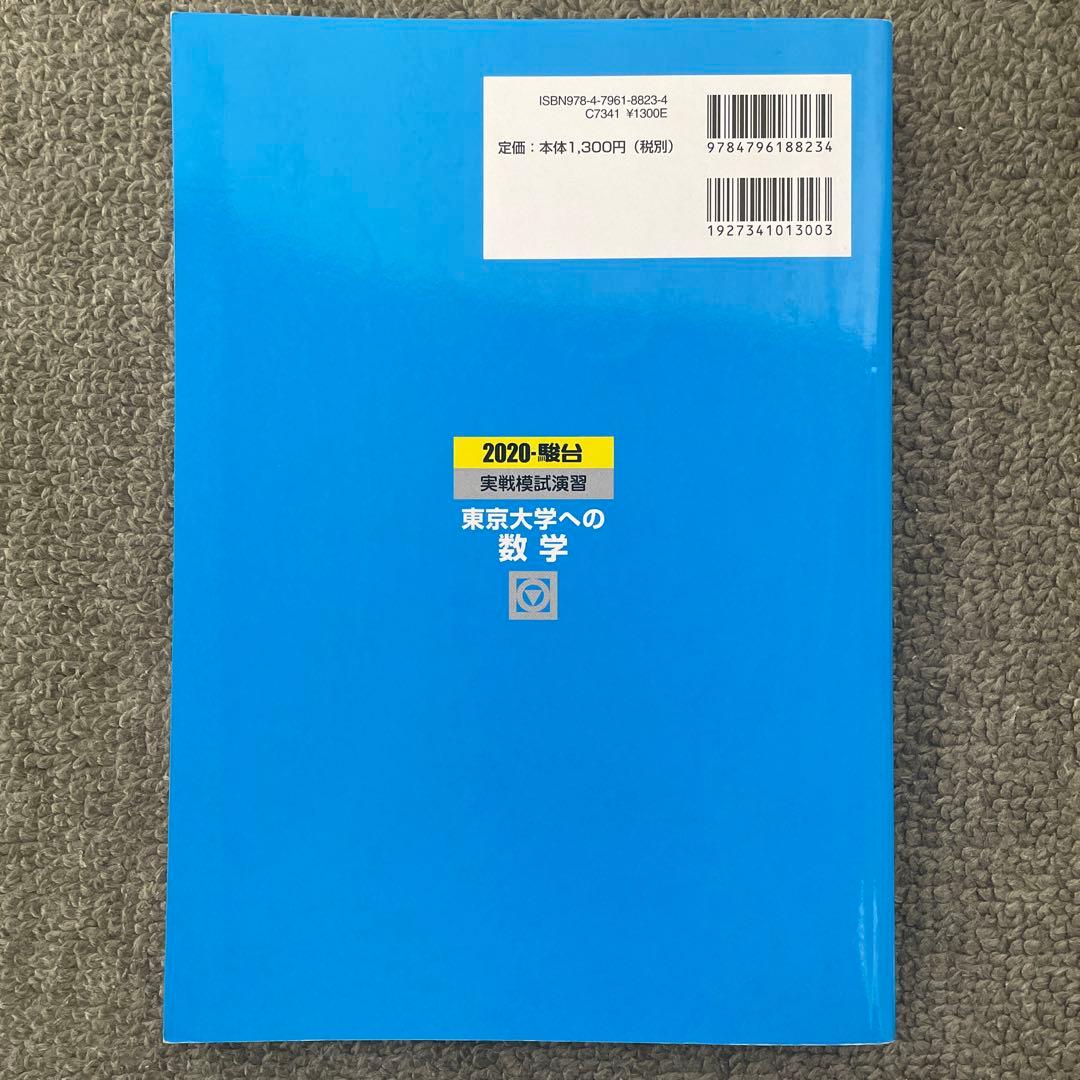 ISBN978-4-7961-8823-4
C7341 ¥1300E
定価：本体1,300円（税別）
9784796188234
1927341013003
2020-駿台
実戦模試演習
東京大学への
数学